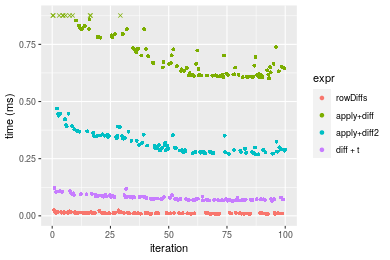 time (ms)
0.75
0.50
0.25
0.00
0
25
50
75
100
iteration
expr
rowDiffs
apply+diff
apply+diff2
diff + t